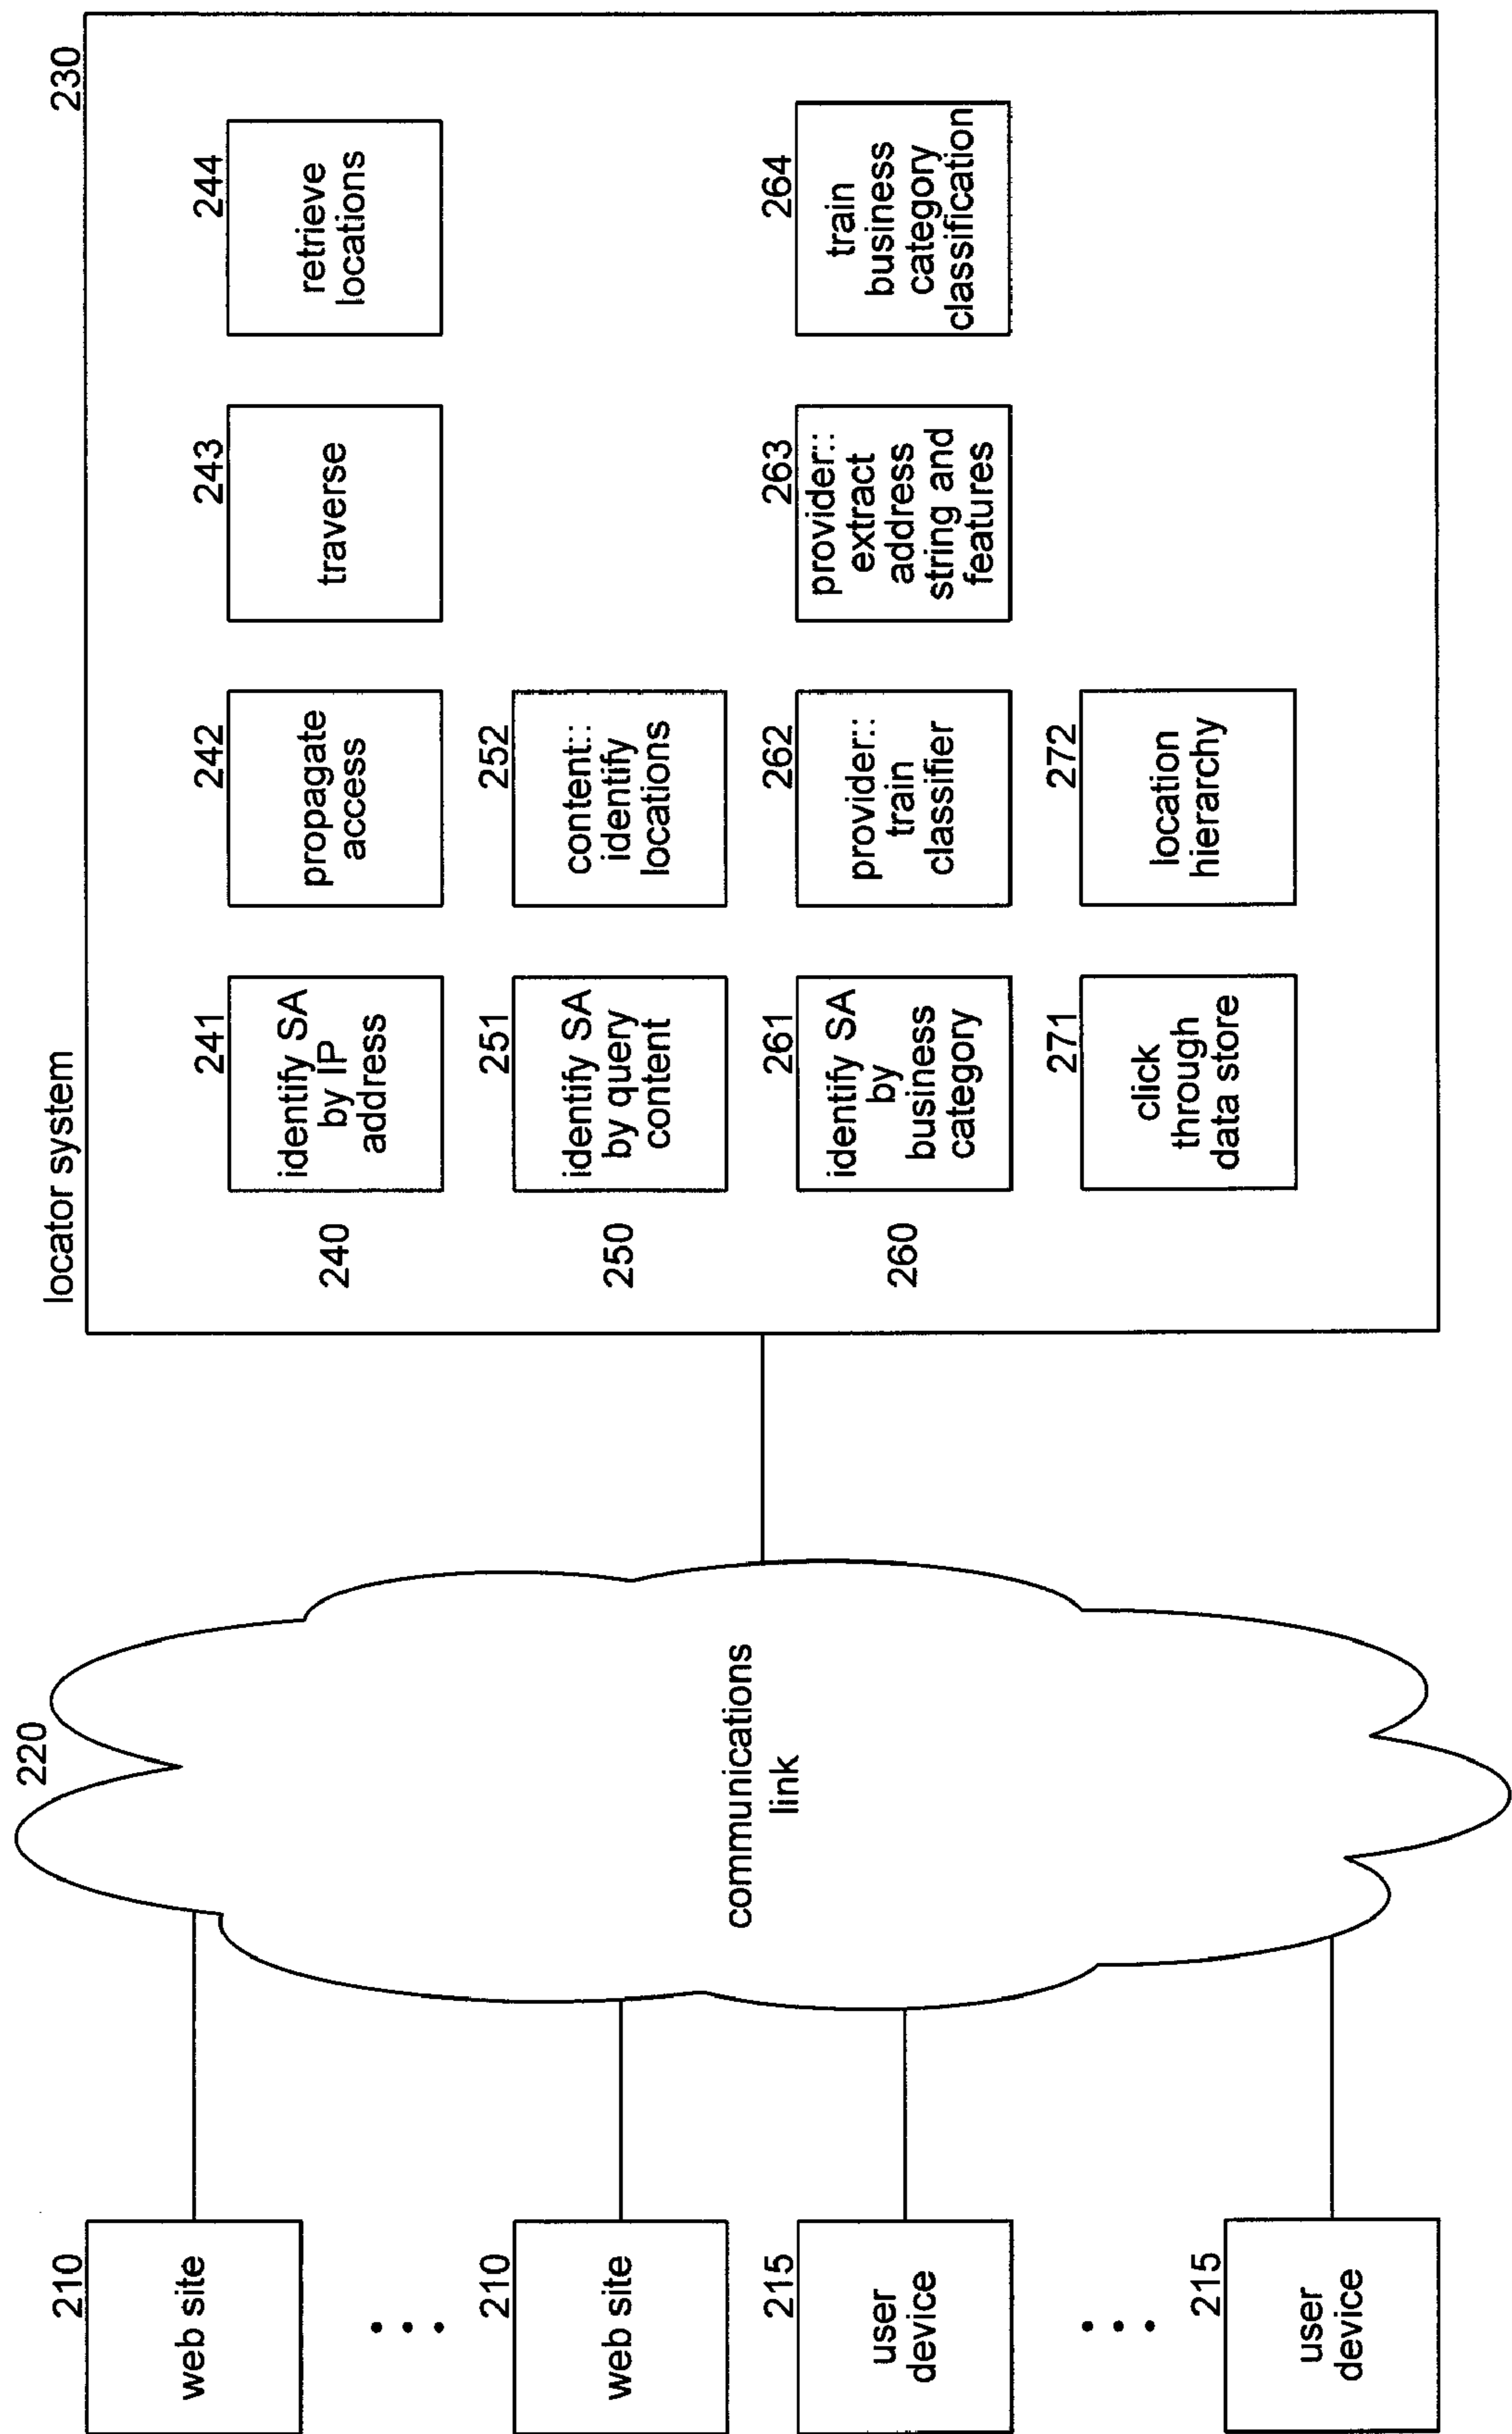 210
web site
210
web site
215
user
device
215
user
device
220
communications
link
locator system
230
240
241
identify SA
by IP
address
242
propagate
access
243
traverse
244
retrieve
locations
250
251
identify SA
by query
content
252
content::
identify
locations
260
261
identify SA
by
business
category
262
provider::
train
classifier
263
provider::
extract
address
string and
features
264
train
business
category
classification
271
click
through
data store
272
location
hierarchy